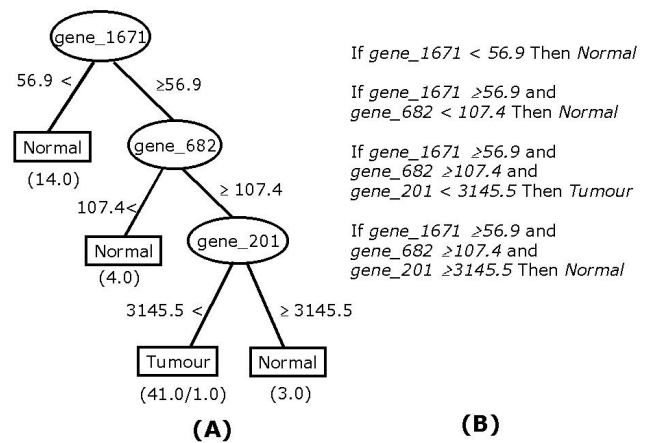 gene_1671
56.9 <
≥56.9
Normal
(14.0)
gene_682
107.4<
≥ 107.4
Normal
(4.0)
gene_201
3145.5 <
≥ 3145.5
Tumour
Normal
(41.0/1.0)
(3.0)
(A)
If gene_1671 < 56.9 Then Normal
If gene_1671 ≥56.9 and
gene_682 < 107.4 Then Normal
If gene_1671 ≥56.9 and
gene_682 ≥107.4 and
gene_201 < 3145.5 Then Tumour
If gene_1671 ≥56.9 and
gene_682 ≥107.4 and
gene_201 ≥3145.5 Then Normal
(B)